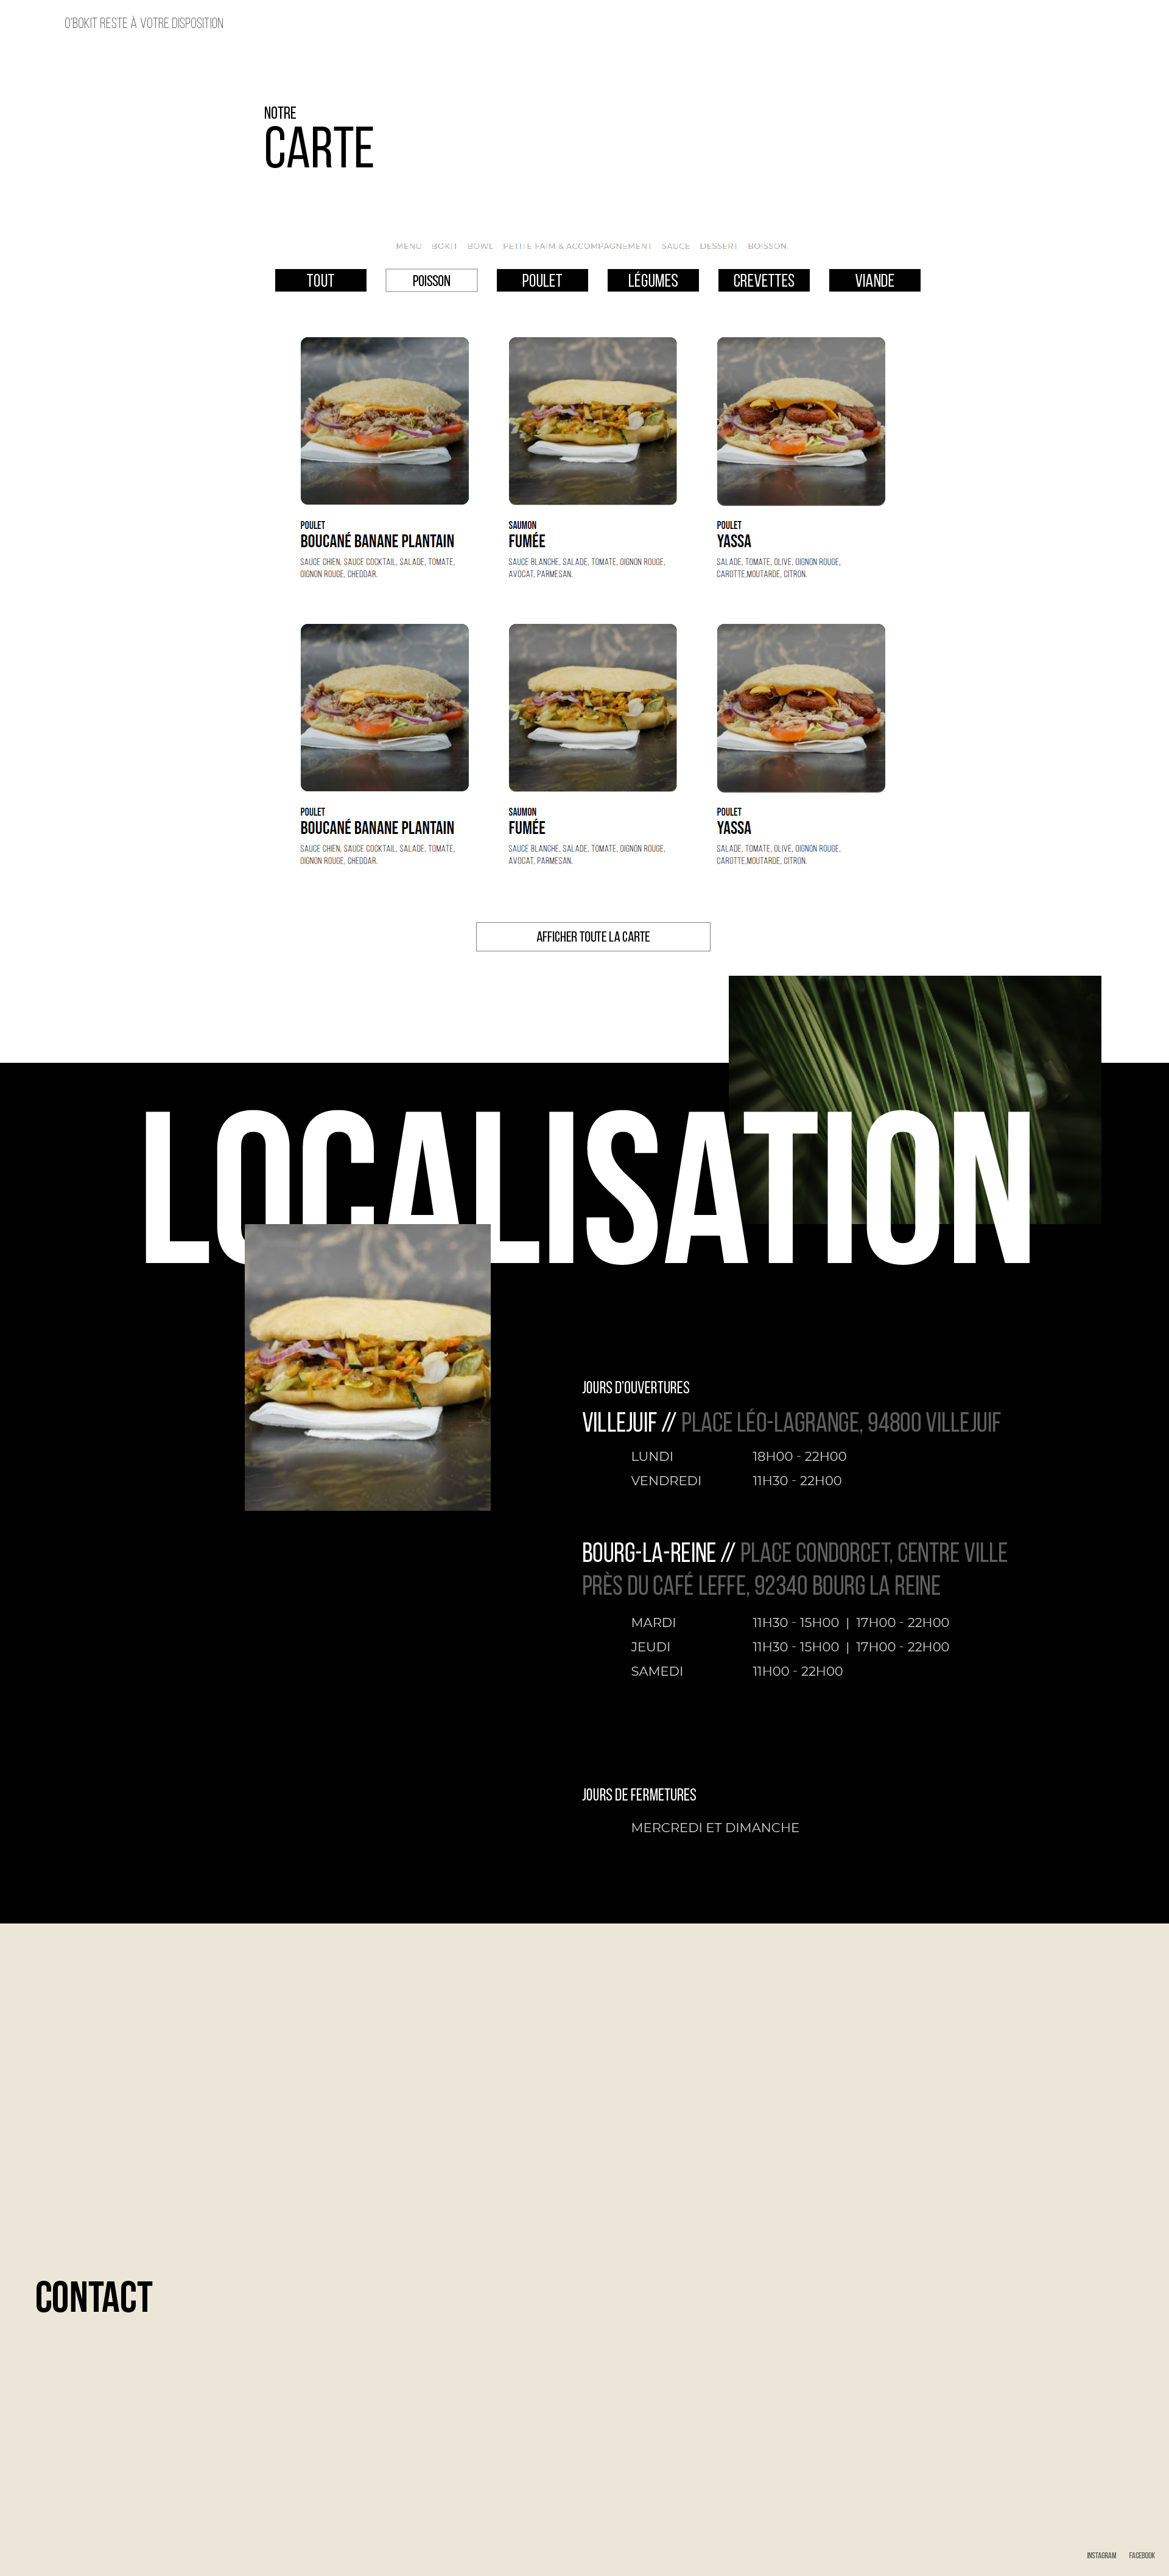 O'BOKIT RESTE À VOTRE DISPOSITION
NOTRE
CARTE
MENU BOKIT BOWL PETITE FAIM & ACCOMPAGNEMENT SAUCE DESSERT BOISSON
TOUT POISSON POULET LÉGUMES CREVETTES VIANDE
POULET
BOUCANÉ BANANE PLANTAIN
SAUCE CHIEN, SAUCE COCKTAIL, SALADE, TOMATE,
OIGNON ROUGE, CHEDDAR.
SAUMON
FUMÉE
SAUCE BLANCHE, SALADE, TOMATE, OIGNON ROUGE,
AVOCAT, PARMESAN.
POULET
YASSA
SALADE, TOMATE, OLIVE, OIGNON ROUGE,
CAROTTE,MOUTARDE, CITRON.
POULET
BOUCANÉ BANANE PLANTAIN
SAUCE CHIEN, SAUCE COCKTAIL, SALADE, TOMATE,
OIGNON ROUGE, CHEDDAR.
SAUMON
FUMÉE
SAUCE BLANCHE, SALADE, TOMATE, OIGNON ROUGE,
AVOCAT, PARMESAN.
POULET
YASSA
SALADE, TOMATE, OLIVE, OIGNON ROUGE,
CAROTTE,MOUTARDE, CITRON.
AFFICHER TOUTE LA CARTE
LOCALISATION
JOURS D'OUVERTURES
VILLEJUIF // PLACE LÉO-LAGRANGE, 94800 VILLEJUIF
LUNDI 18H00 - 22H00
VENDREDI 11H30 - 22H00
BOURG-LA-REINE // PLACE CONDORCET, CENTRE VILLE
PRÈS DU CAFÉ LEFFE, 92340 BOURG LA REINE
MARDI 11H30 - 15H00 | 17H00 - 22H00
JEUDI 11H30 - 15H00 | 17H00 - 22H00
SAMEDI 11H00 - 22H00
JOURS DE FERMETURES
MERCREDI ET DIMANCHE
CONTACT
INSTAGRAM FACEBOOK